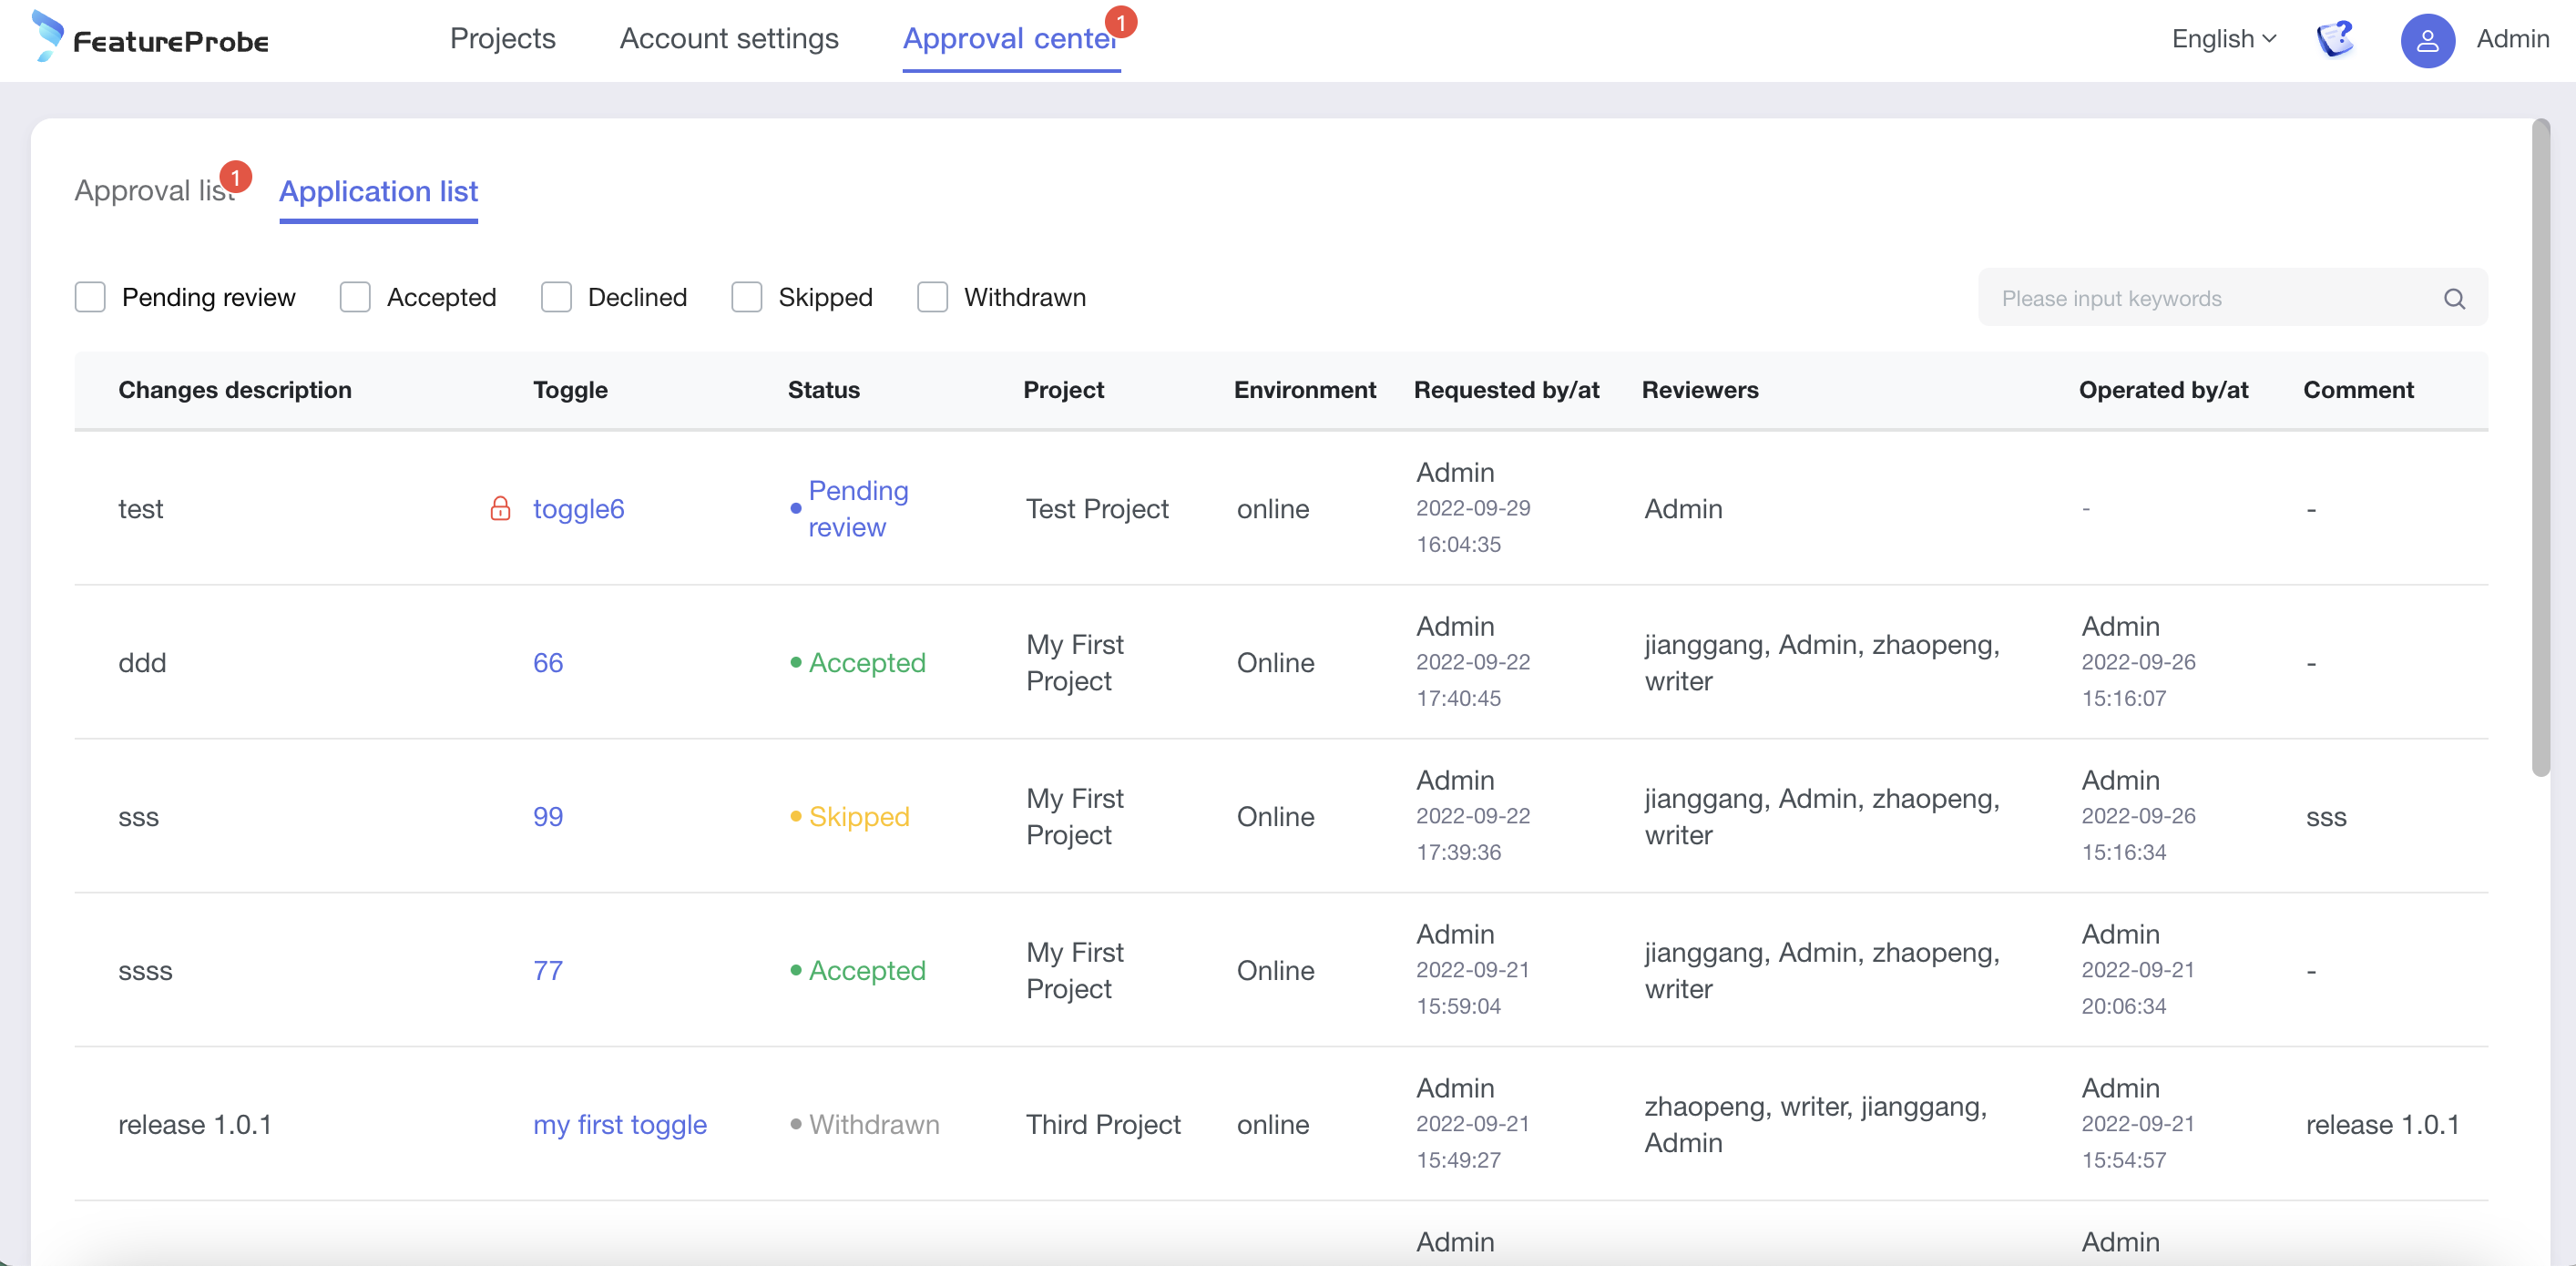 FeatureProbe
Projects
Account settings
Approval center
1
English
Admin
Approval list
1
Application list
Pending review
Accepted
Declined
Skipped
Withdrawn
Please input keywords
Changes description Toggle Status Project Environment Requested by/at Reviewers Operated by/at Comment
test
toggle6
Pending
review
Test Project
online
Admin
2022-09-29
16:04:35
Admin
-
-
ddd
66
Accepted
My First
Project
Online
Admin
2022-09-22
17:40:45
jianggang, Admin, zhaopeng,
writer
Admin
2022-09-26
15:16:07
-
sss
99
Skipped
My First
Project
Online
Admin
2022-09-22
17:39:36
jianggang, Admin, zhaopeng,
writer
Admin
2022-09-26
15:16:34
sss
ssss
77
Accepted
My First
Project
Online
Admin
2022-09-21
15:59:04
jianggang, Admin, zhaopeng,
writer
Admin
2022-09-21
20:06:34
-
release 1.0.1
my first toggle
Withdrawn
Third Project
online
Admin
2022-09-21
15:49:27
zhaopeng, writer, jianggang,
Admin
Admin
2022-09-21
15:54:57
release 1.0.1
Admin
Admin